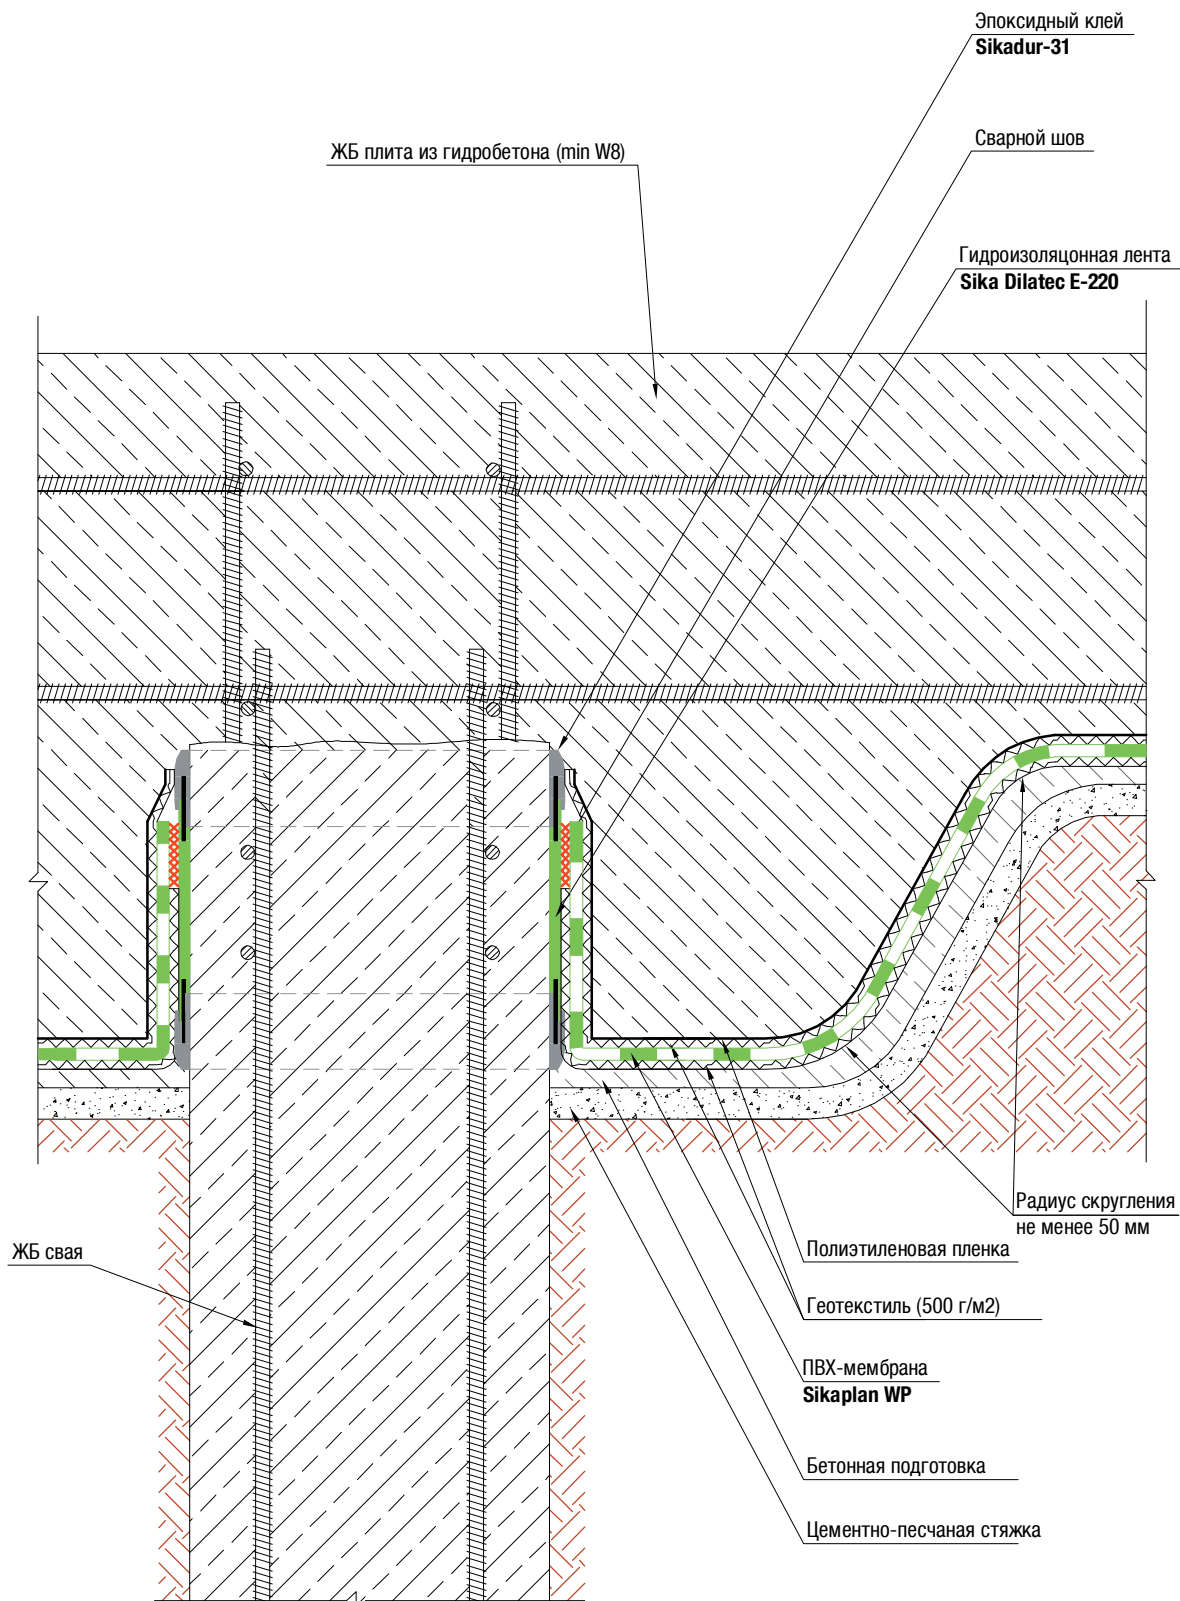 Эпоксидный клей
Sikadur-31
Сварной шов
ЖБ плита из гидробетона (min W8)
Гидроизоляцонная лента
Sika Dilatec E-220
Радиус скругления
не менее 50 мм
Полиэтиленовая пленка
ЖБ свая
Геотекстиль (500 г/м2)
ПВХ-мембрана
Sikaplan WP
Бетонная подготовка
Цементно-песчаная стяжка